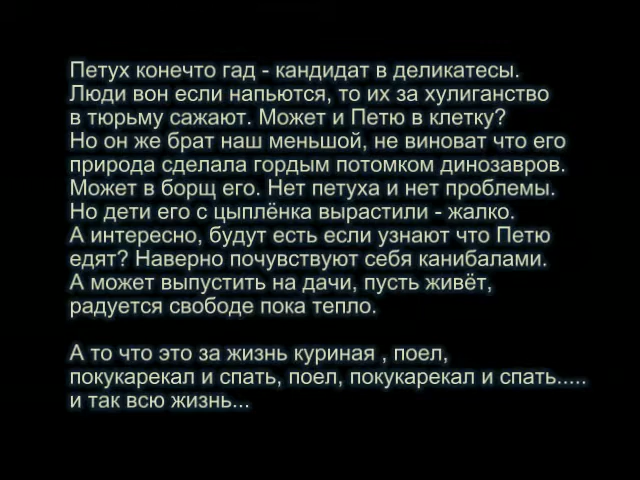 Петух конечто гад - кандидат в деликатесы.
Люди вон если напьются, то их за хулиганство
в тюрьму сажают. Может и Петю в клетку?
Но он же брат наш меньшой, не виноват что его
природа сделала гордым потомком динозавров.
Может в борщ его. Нет петуха и нет проблемы.
Но дети его с цыплёнка вырастили - жалко.
А интересно, будут есть если узнают что Петю
едят? Наверно почувствуют себя канибалами.
А может выпустить на дачи, пусть живёт,
радуется свободе пока тепло.

А то что это за жизнь куриная , поел,
покукарекал и спать, поел, покукарекал и спать.....
и так всю жизнь...